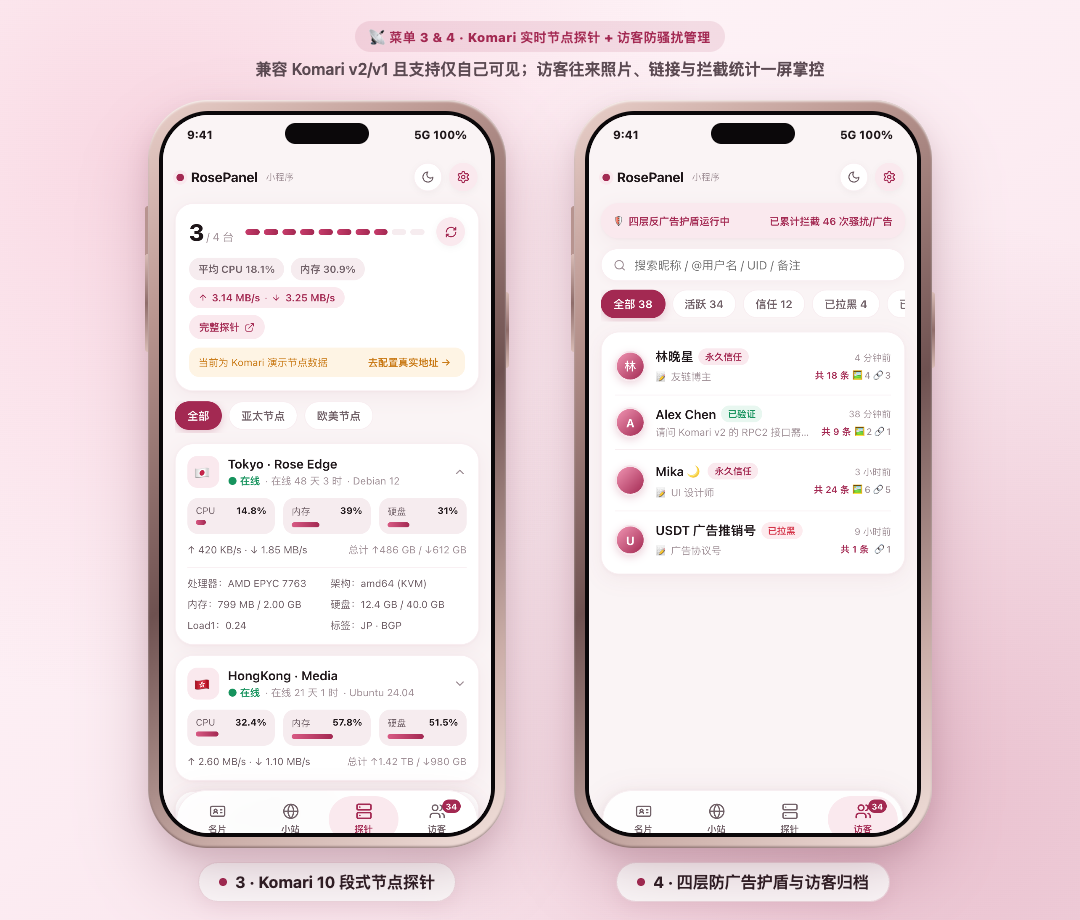 菜单 3 & 4 · Komari 实时节点探针 + 访客防骚扰管理
兼容 Komari v2/v1 且支持仅自己可见；访客往来照片、链接与拦截统计一屏掌控
9:41
5G 100%
RosePanel 小程序
3 / 4 台
平均 CPU 18.1%
内存 30.9%
↑ 3.14 MB/s · ↓ 3.25 MB/s
完整探针
当前为 Komari 演示节点数据
去配置真实地址 →
全部
亚太节点
欧美节点
Tokyo · Rose Edge
在线 · 在线 48 天 3 时 · Debian 12
CPU 14.8%
内存 39%
硬盘 31%
↑ 420 KB/s · ↓ 1.85 MB/s
总计 ↑486 GB / ↓612 GB
处理器： AMD EPYC 7763
架构： amd64 (KVM)
内存： 799 MB / 2.00 GB
硬盘： 12.4 GB / 40.0 GB
Load1： 0.24
标签： JP · BGP
HongKong · Media
在线 · 在线 21 天 1 时 · Ubuntu 24.04
CPU 32.4%
内存 57.8%
硬盘 51.5%
↑ 2.60 MB/s · ↓ 1.10 MB/s
总计 ↑1.42 TB / ↓980 GB
名片
小站
探针
访客
34
3 · Komari 10 段式节点探针
9:41
5G 100%
RosePanel 小程序
四层反广告护盾运行中
已累计拦截 46 次骚扰/广告
搜索昵称 / @用户名 / UID / 备注
全部 38
活跃 34
信任 12
已拉黑 4
林
林晚星 永久信任
4 分钟前
友链博主
共 18 条 4 3
A
Alex Chen 已验证
38 分钟前
请问 Komari v2 的 RPC2 接口需...
共 9 条 2 1
Mika 🌙 永久信任
3 小时前
UI 设计师
共 24 条 6 5
U
USDT 广告推销号 已拉黑
9 小时前
广告协议号
共 1 条 1
名片
小站
探针
访客
34
4 · 四层防广告护盾与访客归档